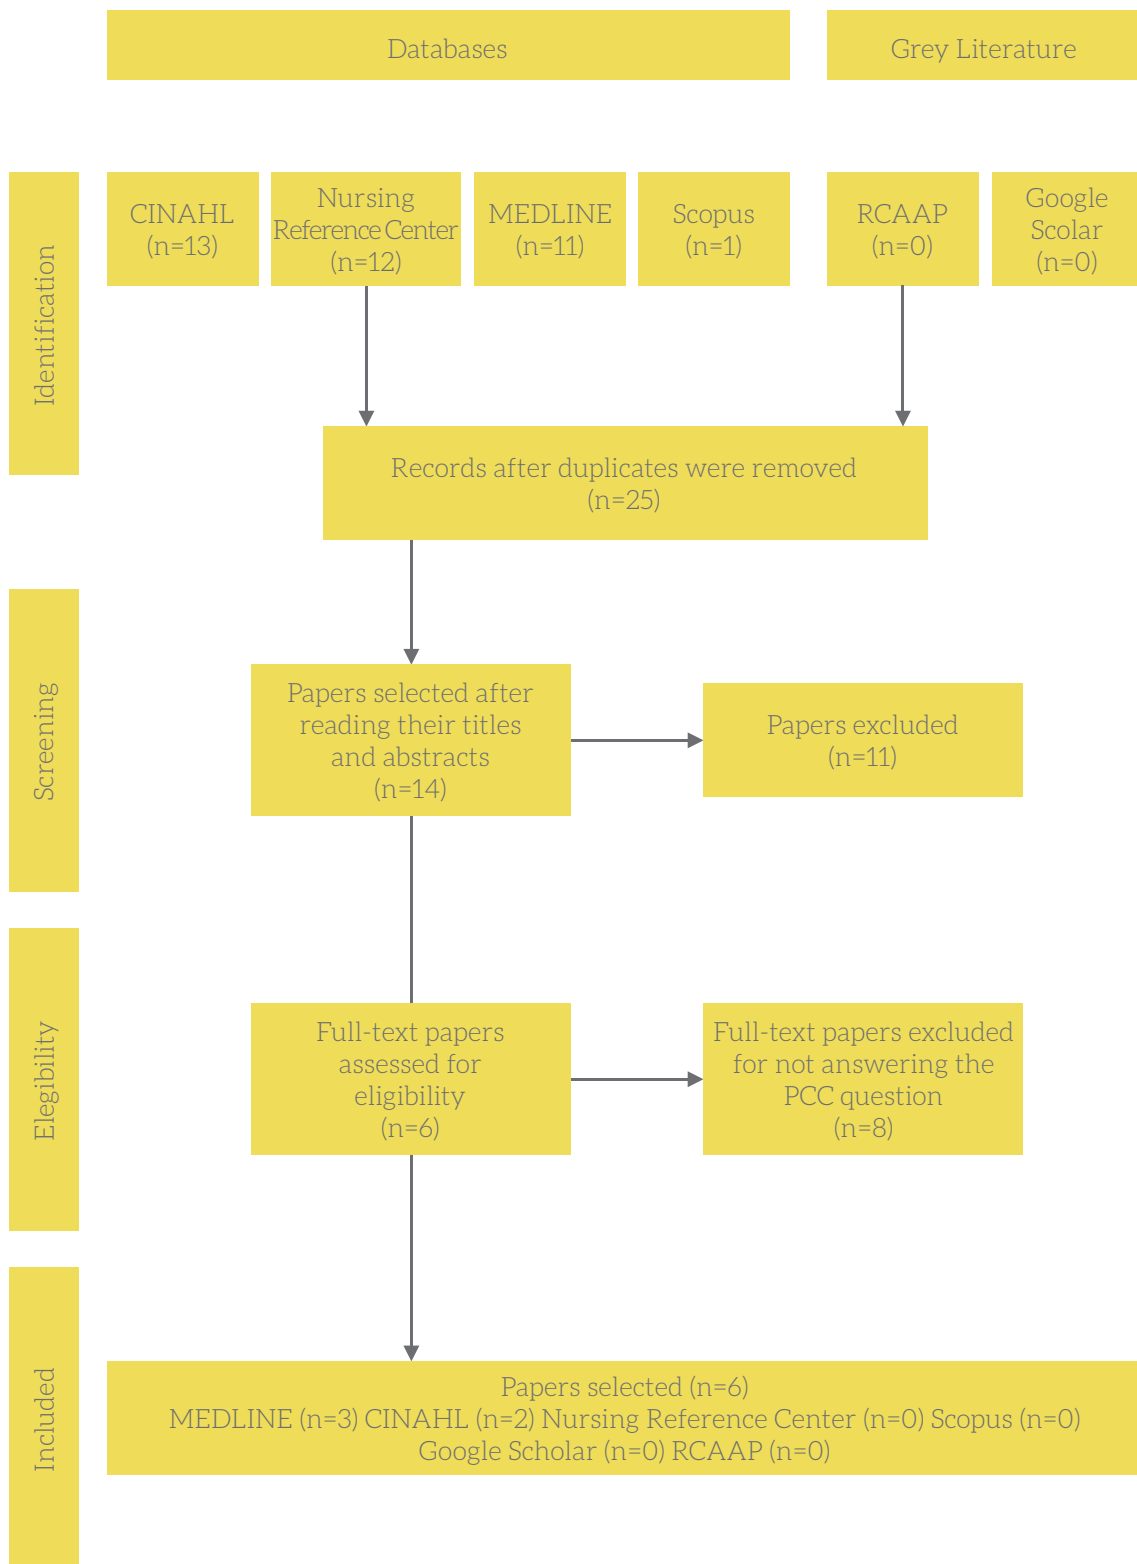 Databases
Grey Literature
Identification
CINAHL
(n=13)
Nursing
Reference Center
(n=12)
MEDLINE
(n=11)
Scopus
(n=1)
RCAAP
(n=0)
Google
Scolar
(n=0)
Records after duplicates were removed
(n=25)
Screening
Papers selected after
reading their titles
and abstracts
(n=14)
Papers excluded
(n=11)
Elegibility
Full-text papers
assessed for
eligibility
(n=6)
Full-text papers excluded
for not answering the
PCC question
(n=8)
Included
Papers selected (n=6)
MEDLINE (n=3) CINAHL (n=2) Nursing Reference Center (n=0) Scopus (n=0)
Google Scholar (n=0) RCAAP (n=0)